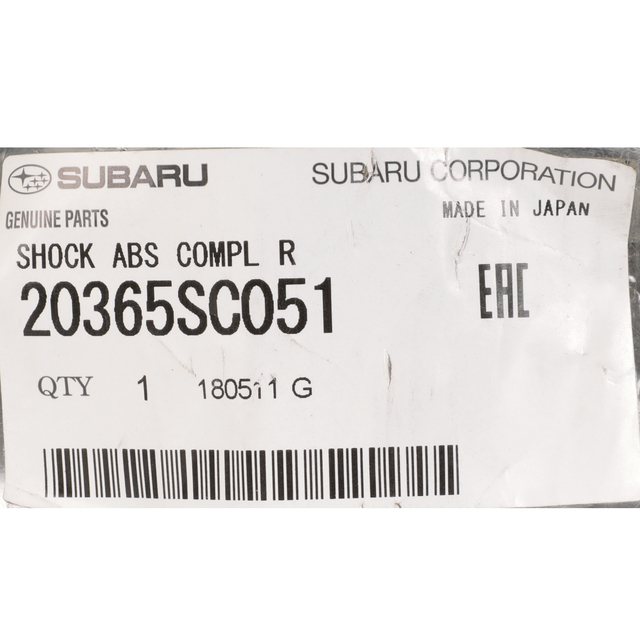 SUBARU
SUBARU CORPORATION
GENUINE PARTS
MADE IN JAPAN
SHOCK ABS COMPL R
20365SC051
EAC
QTY 1 180511 G